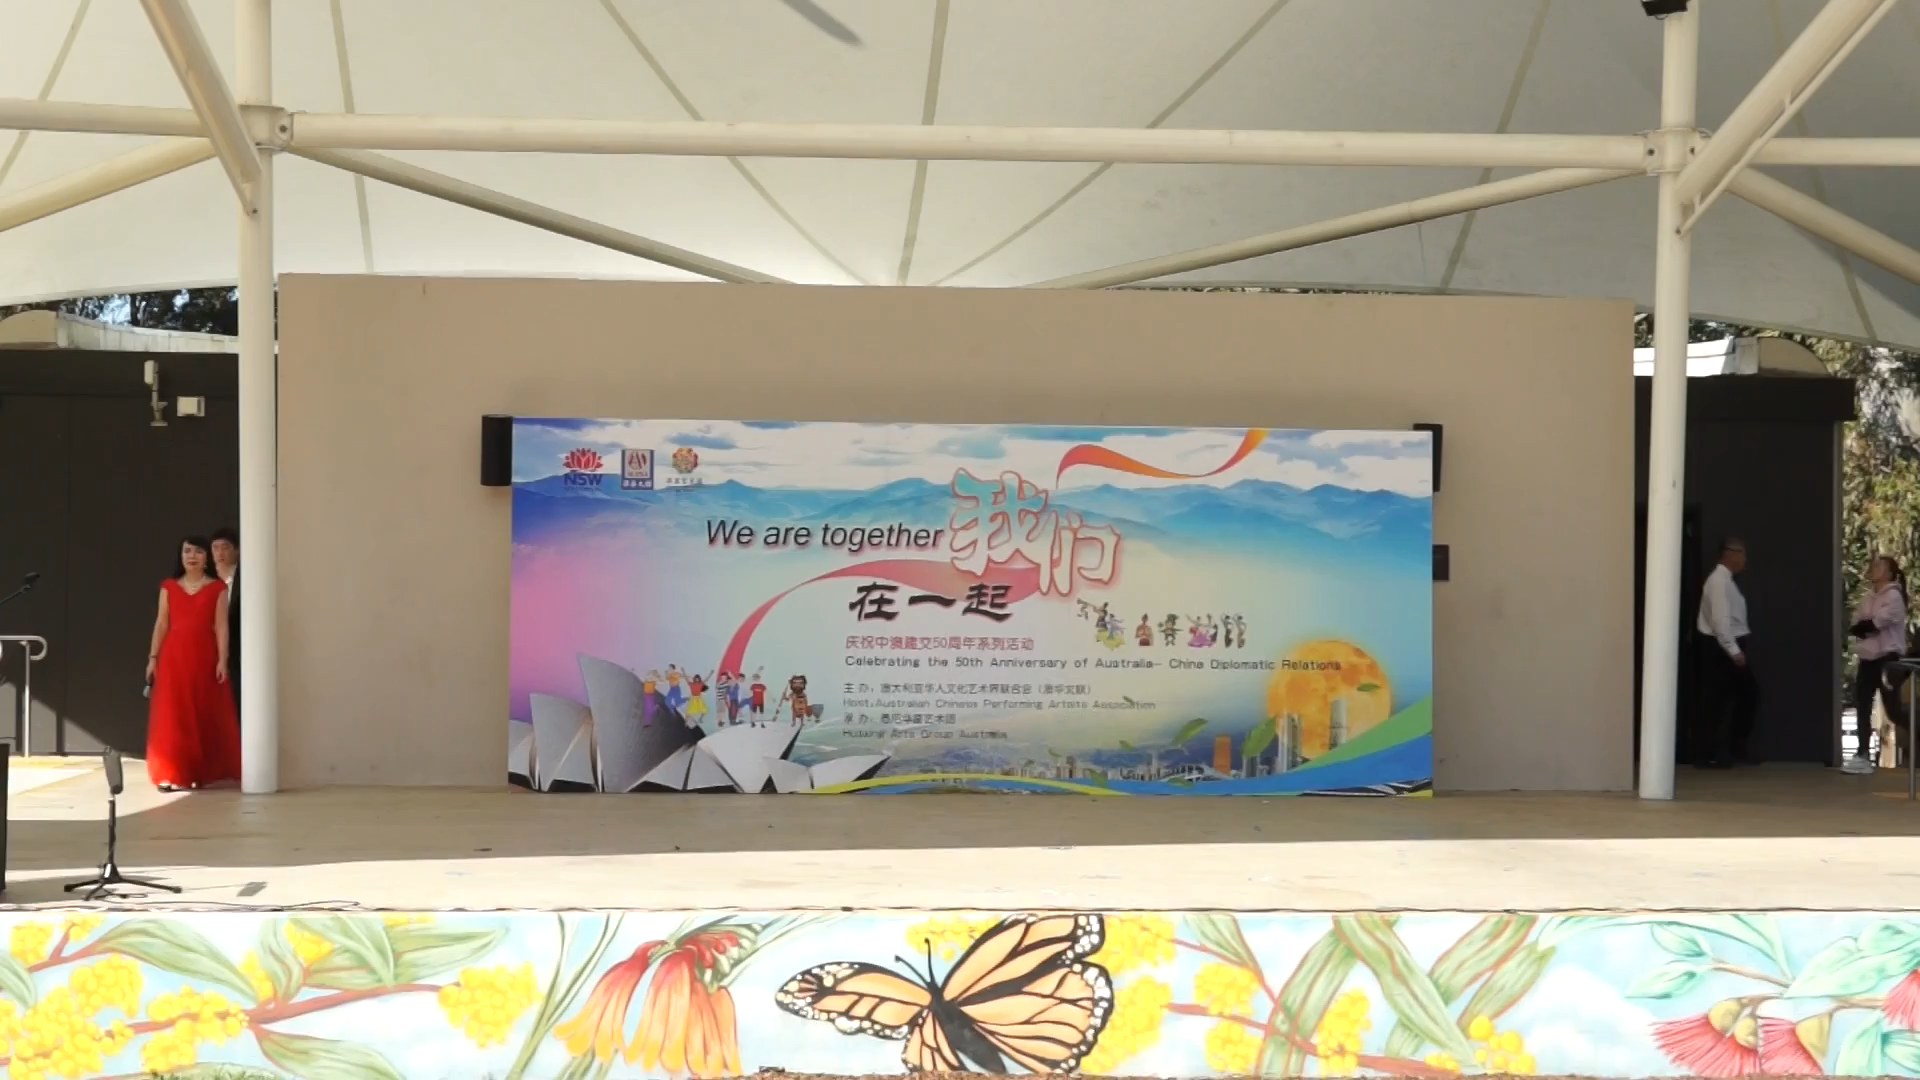 NSW
We are together 我们
在一起
庆祝中澳建交50周年系列活动
Celebrating the 50th Anniversary of Australia- China Diplomatic Relations
主 办：澳大利亚华人文化艺术界联合会（澳华文联）
Host:Australian Chinese Performing Artists Association
承 办：悉尼华星艺术团
Huaxing Arts Group Australia